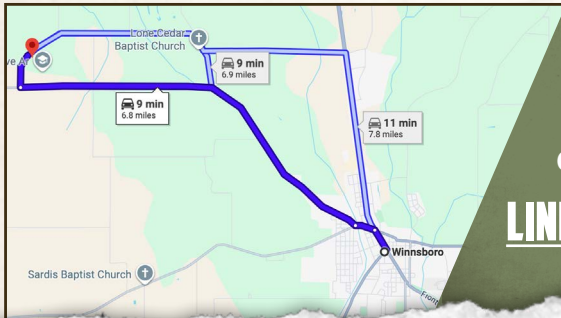 Lone Cedar
Baptist Church
9 min
6.9 miles
9 min
6.8 miles
11 min
7.8 miles
Winnsboro
Sardis Baptist Church
Front